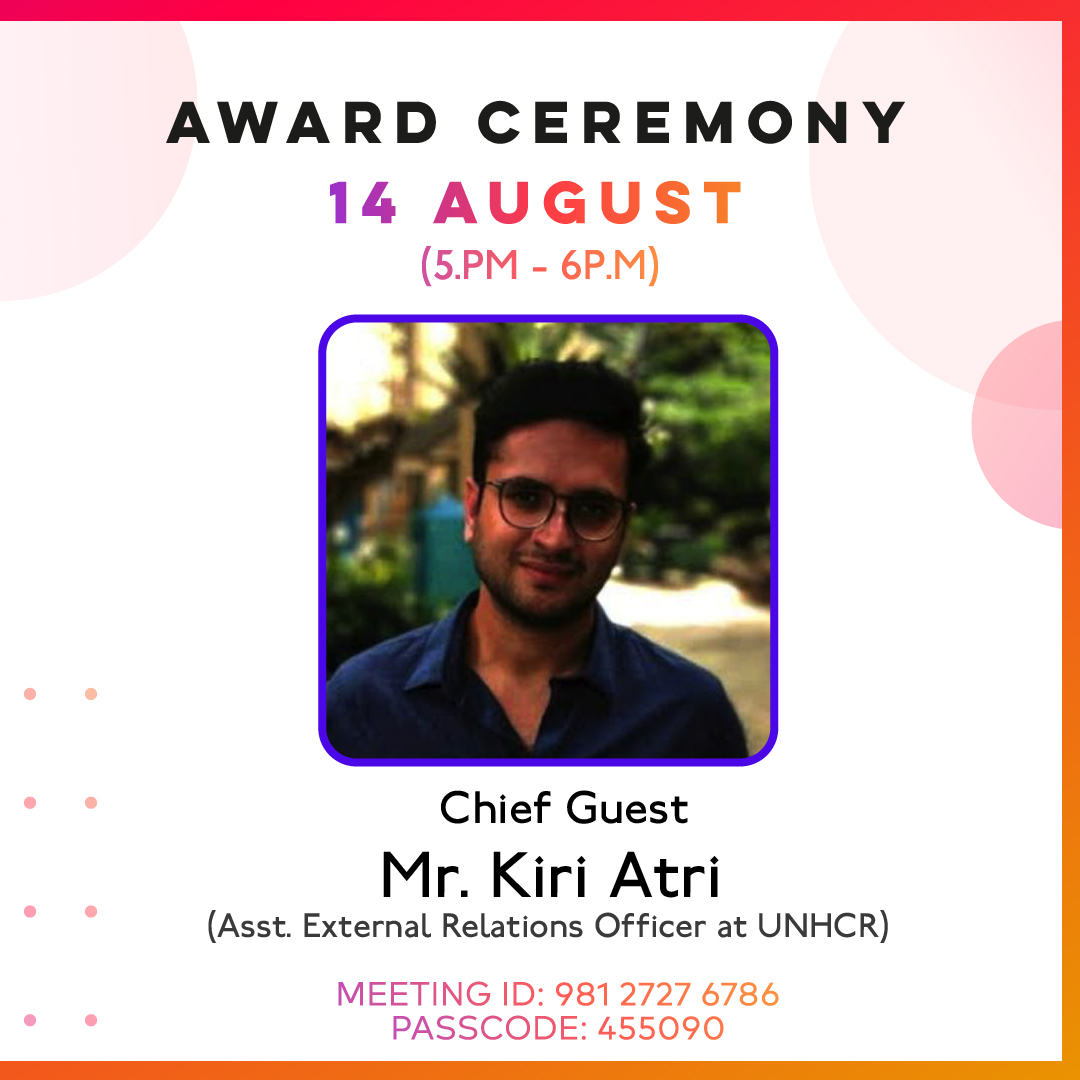 AWARD CEREMONY
14 AUGUST
(5.PM - 6P.M)
Chief Guest
Mr. Kiri Atri
(Asst. External Relations Officer at UNHCR)
MEETING ID: 981 2727 6786
PASSCODE: 455090